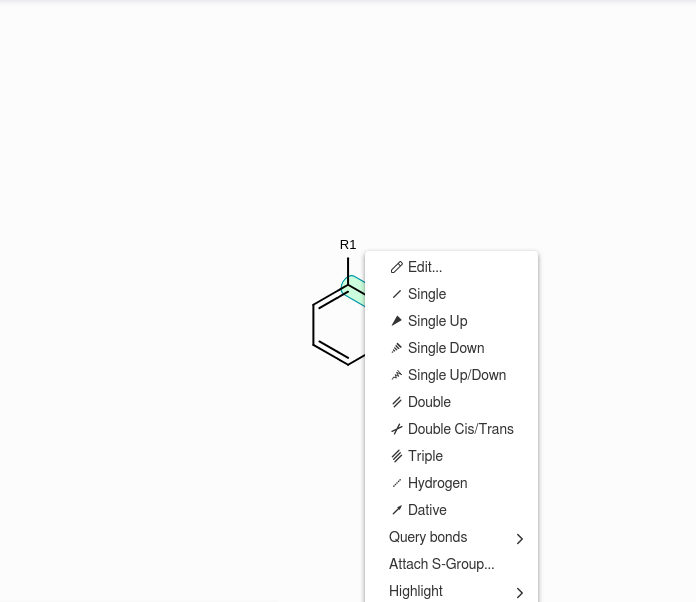 R1
Edit...
Single
Single Up
Single Down
Single Up/Down
Double
Double Cis/Trans
Triple
Hydrogen
Dative
Query bonds
Attach S-Group...
Highlight